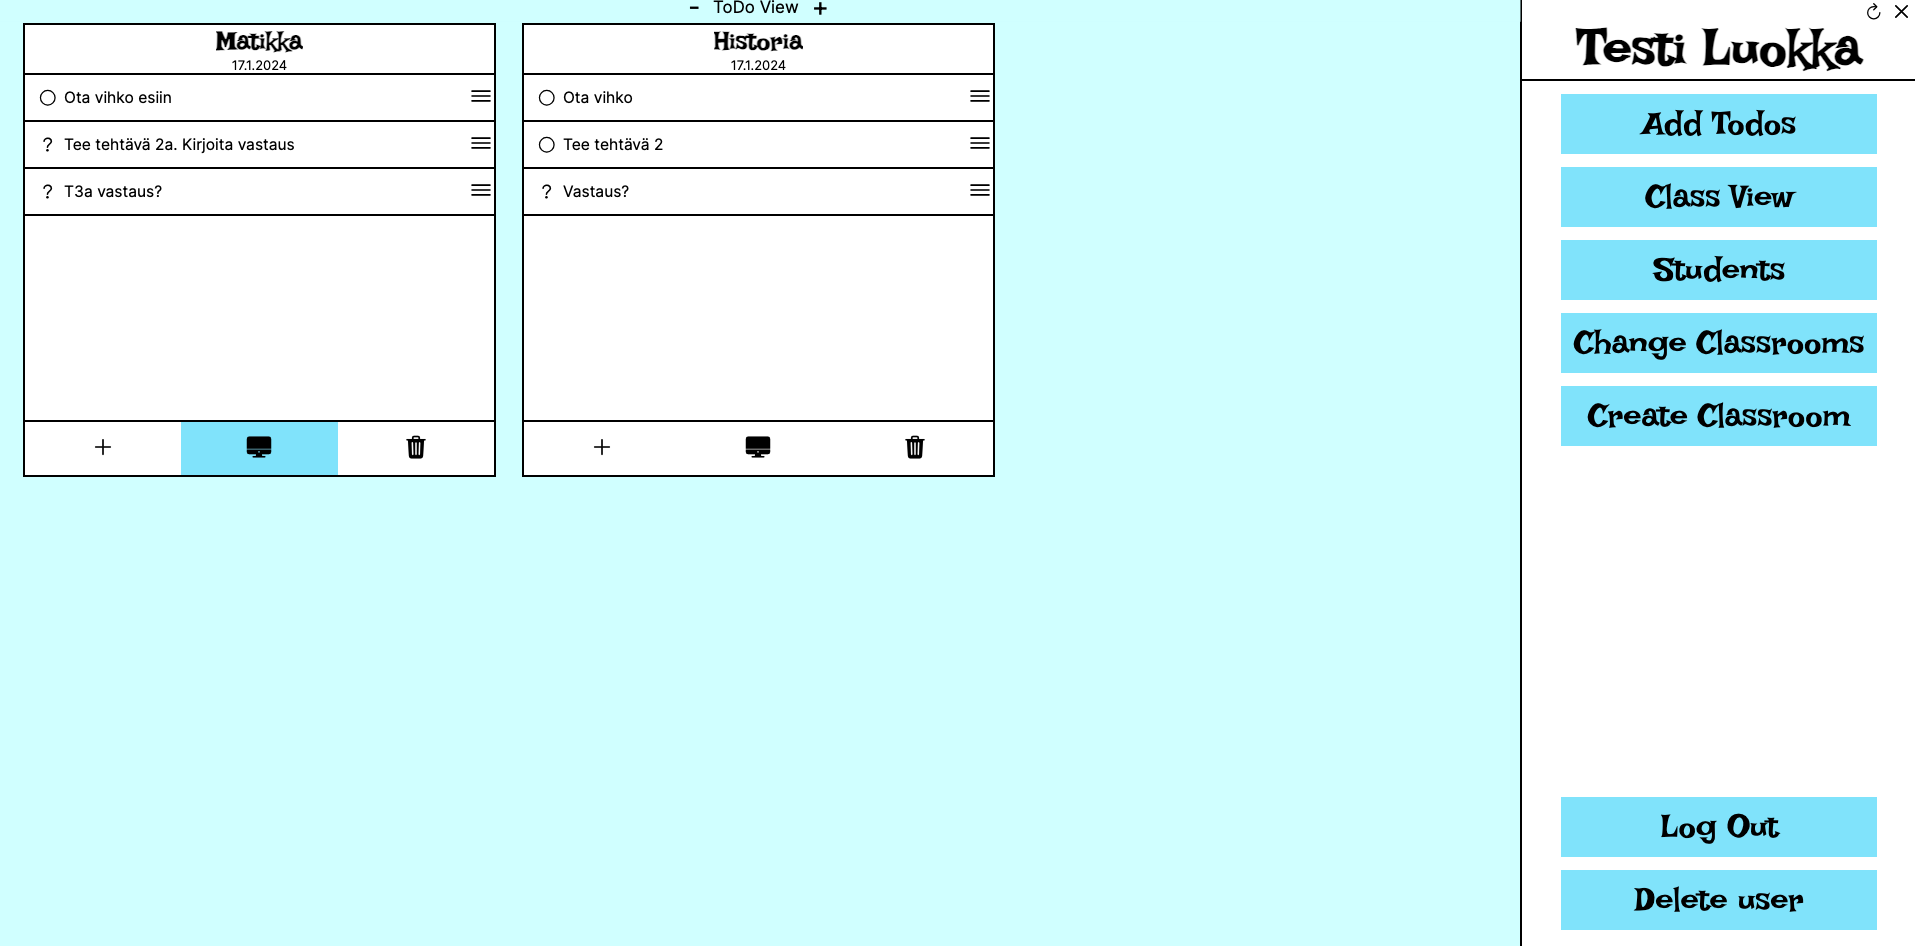 - ToDo View +
Matikka
17.1.2024
Ota vihko esiin
? Tee tehtävä 2a. Kirjoita vastaus
? T3a vastaus?
Historia
17.1.2024
Ota vihko
Tee tehtävä 2
? Vastaus?
Testi Luokka
Add Todos
Class View
Students
Change Classrooms
Create Classroom
Log Out
Delete user